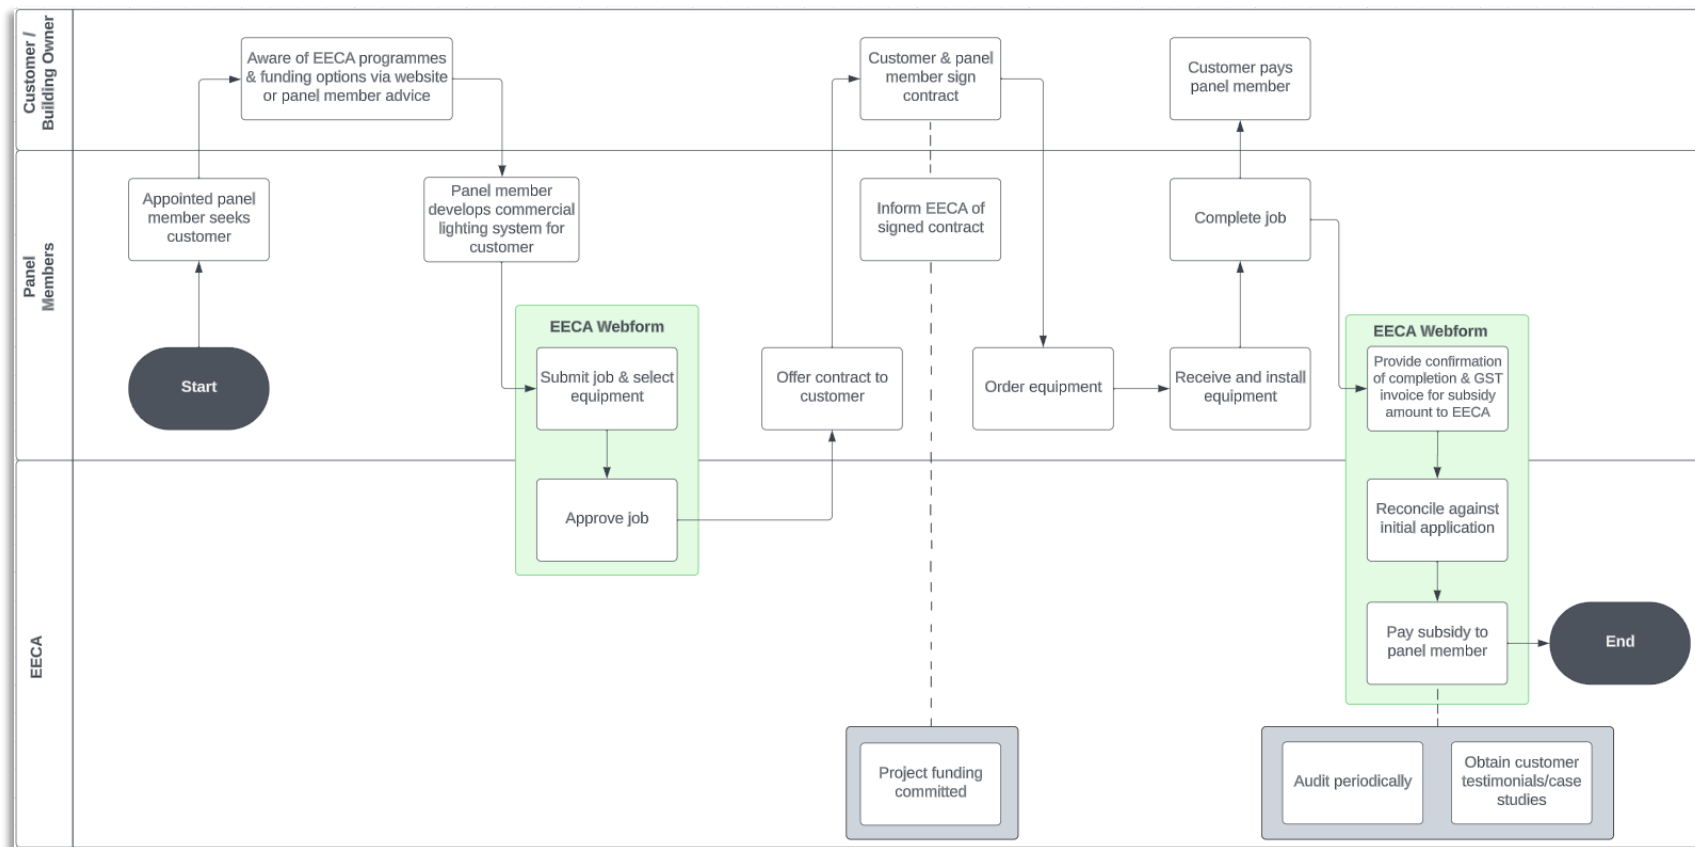 Customer /
Building Owner
Aware of EECA programmes
& funding options via website
or panel member advice
Customer & panel
member sign
contract
Customer pays
panel member
Panel
Members
Appointed panel
member seeks
customer
Panel member
develops commercial
lighting system for
customer
Inform EECA of
signed contract
Complete job
Start
EECA Webform
Submit job & select
equipment
Offer contract to
customer
Order equipment
Receive and install
equipment
EECA Webform
Provide confirmation
of completion & GST
invoice for subsidy
amount to EECA
EECA
Approve job
Reconcile against
initial application
Pay subsidy to
panel member
End
Project funding
committed
Audit periodically
Obtain customer
testimonials/case
studies